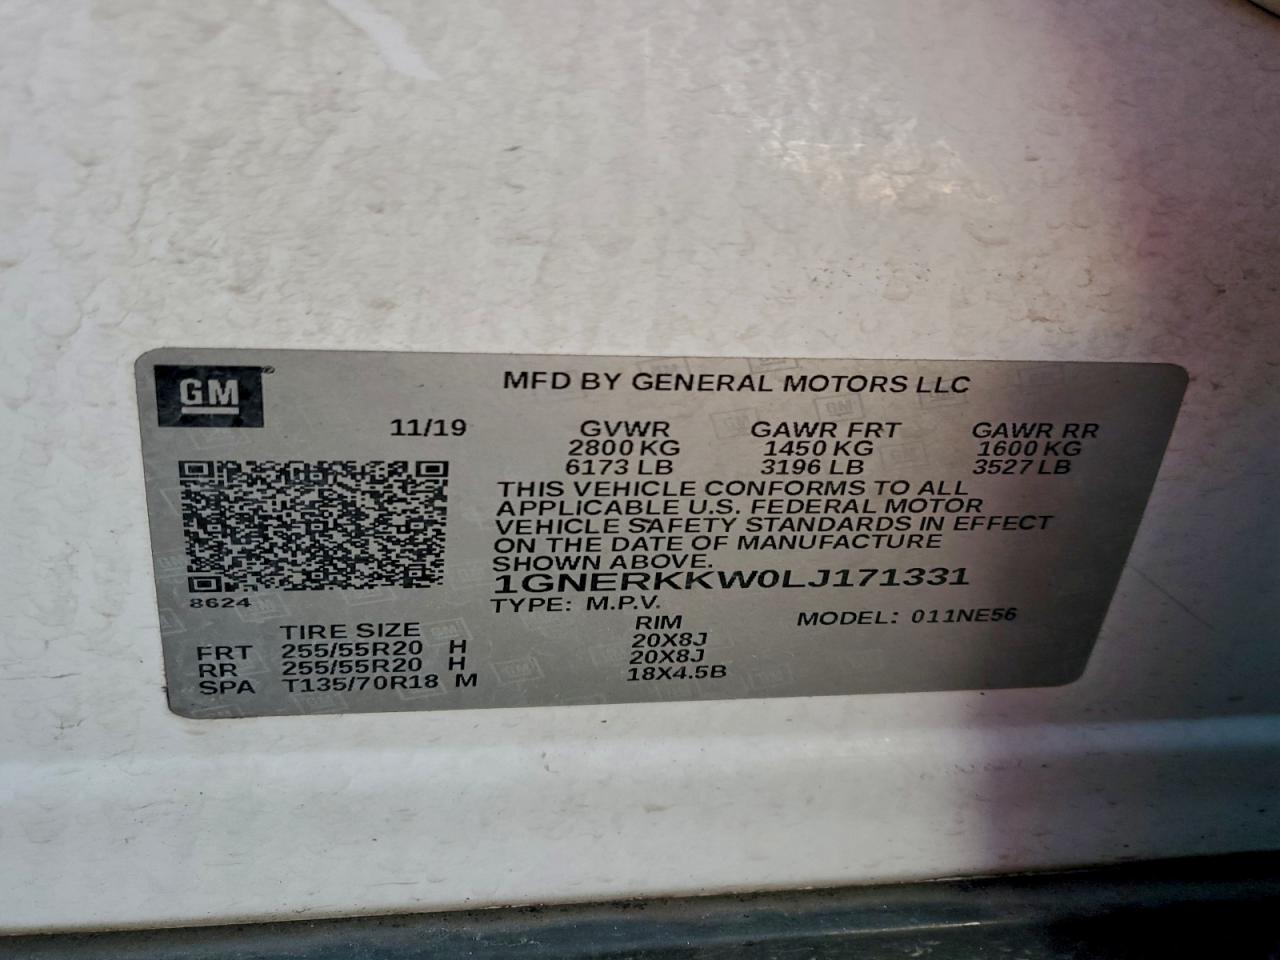 GM
MFD BY GENERAL MOTORS LLC
11/19 GVWR GAWR FRT GAWR RR
2800 KG 1450 KG 1600 KG
6173 LB 3196 LB 3527 LB
THIS VEHICLE CONFORMS TO ALL
APPLICABLE U.S. FEDERAL MOTOR
VEHICLE SAFETY STANDARDS IN EFFECT
ON THE DATE OF MANUFACTURE
SHOWN ABOVE.
1GNERKKW0LJ171331
8624
TYPE: M.P.V. MODEL: 011NE56
TIRE SIZE RIM
FRT 255/55R20 H 20X8J
RR 255/55R20 H 20X8J
SPA T135/70R18 M 18X4.5B